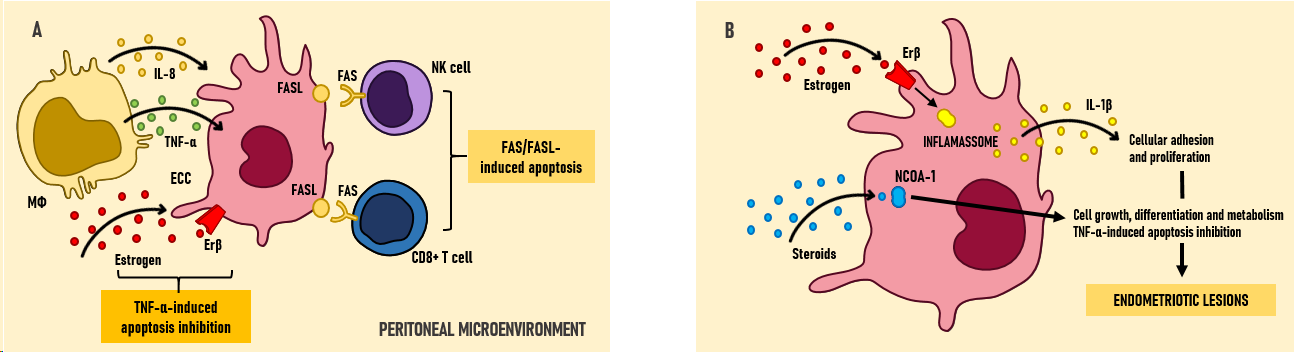 A
IL-8
TNF-α
MΦ
ECC
Estrogen
Erβ
TNF-α-induced
apoptosis inhibition
FASL
FAS
NK cell
FASL
FAS
CD8+ T cell
FAS/FASL-
induced apoptosis
PERITONEAL MICROENVIRONMENT
B
Estrogen
Erβ
INFLAMASSOME
IL-1β
Cellular adhesion
and proliferation
NCOA-1
Steroids
Cell growth, differentiation and metabolism
TNF-α-induced apoptosis inhibition
ENDOMETRIOTIC LESIONS